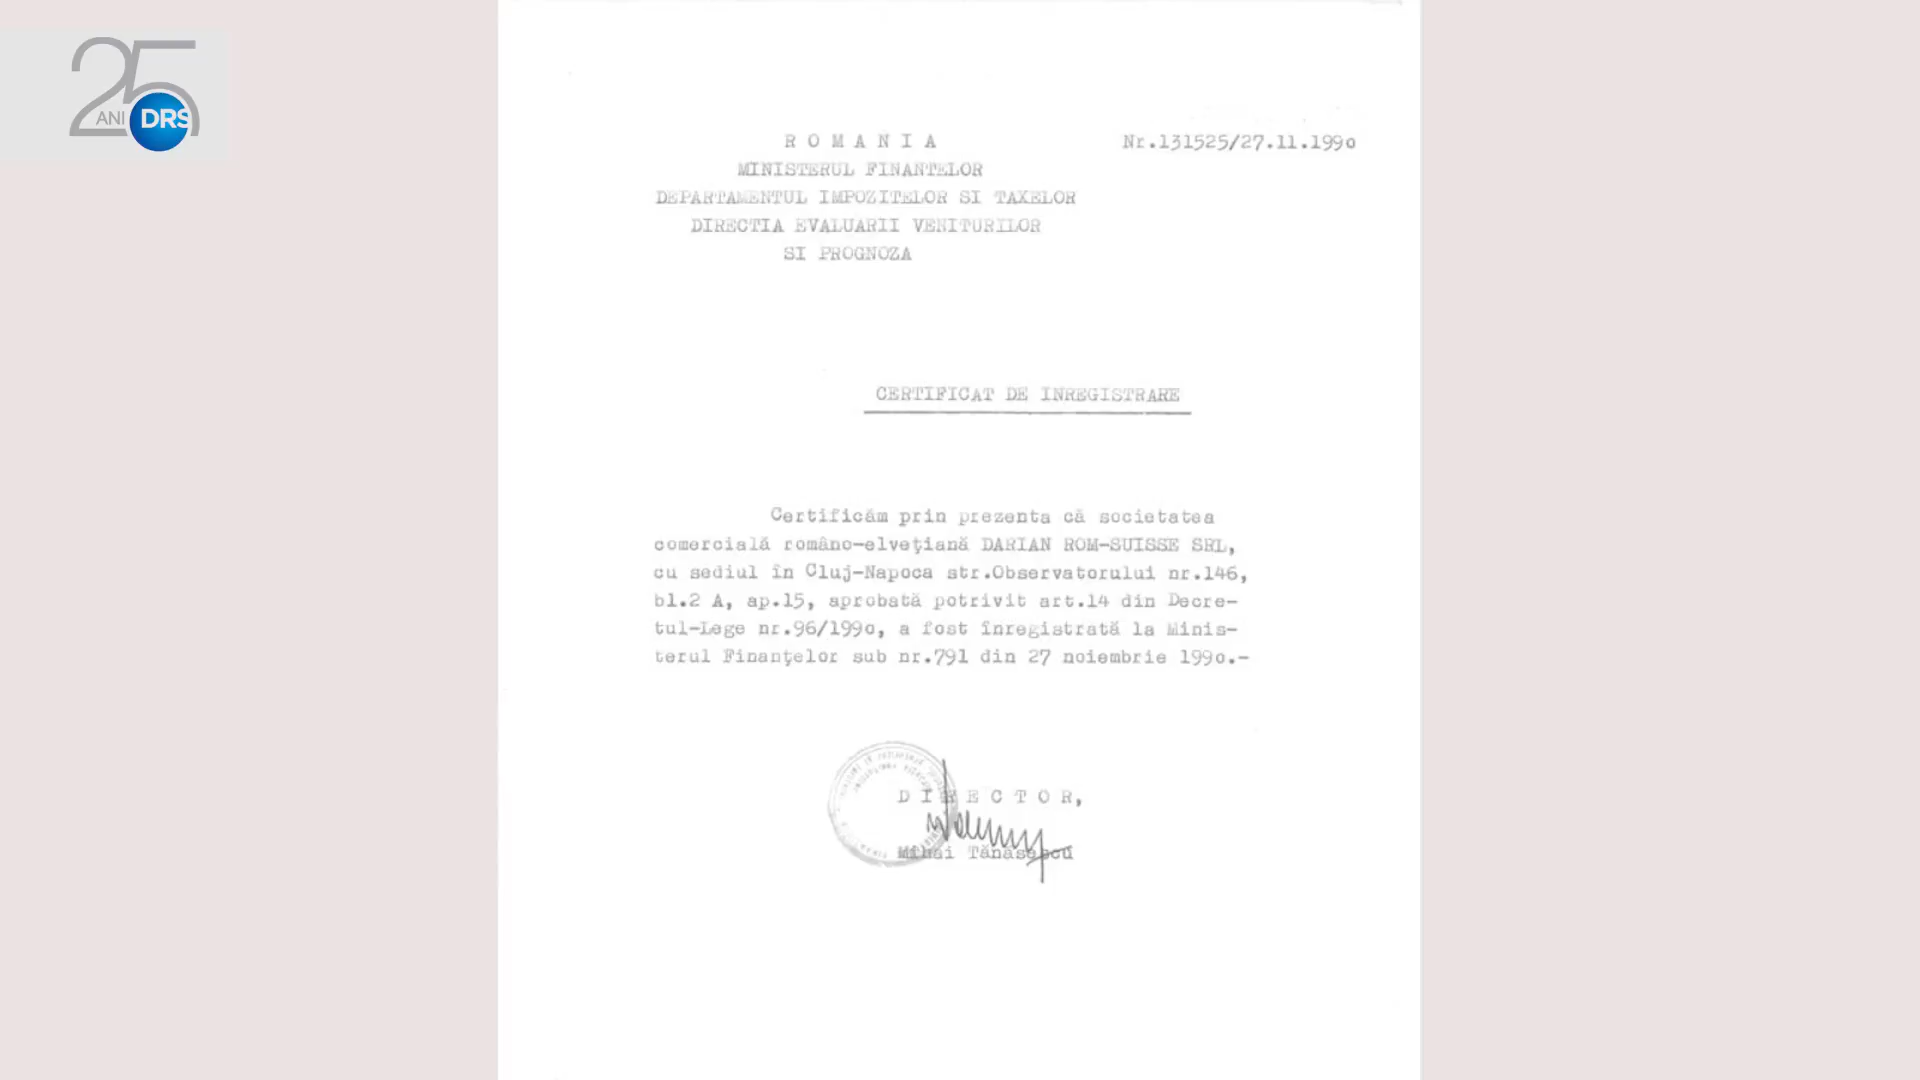 25
ANI DRS
R O M A N I A
Nr.131525/27.11.199o
MINISTERUL FINANTELOR
DEPARTAMENTUL IMPOZITELOR SI TAXELOR
DIRECTIA EVALUARII VENITURILOR
SI PROGNOZA
CERTIFICAT DE INREGISTRARE
Certificăm prin prezenta că societatea
comercială româno-elveţiană DARIAN ROM-SUISSE SRL,
cu sediul în Cluj-Napoca str.Observatorului nr.146,
bl.2 A, ap.15, aprobată potrivit art.14 din Decre-
tul-Lege nr.96/199o, a fost înregistrată la Minis-
terul Finanţelor sub nr.791 din 27 noiembrie 199o.-
D I R E C T O R,
Mihai Tănasescu